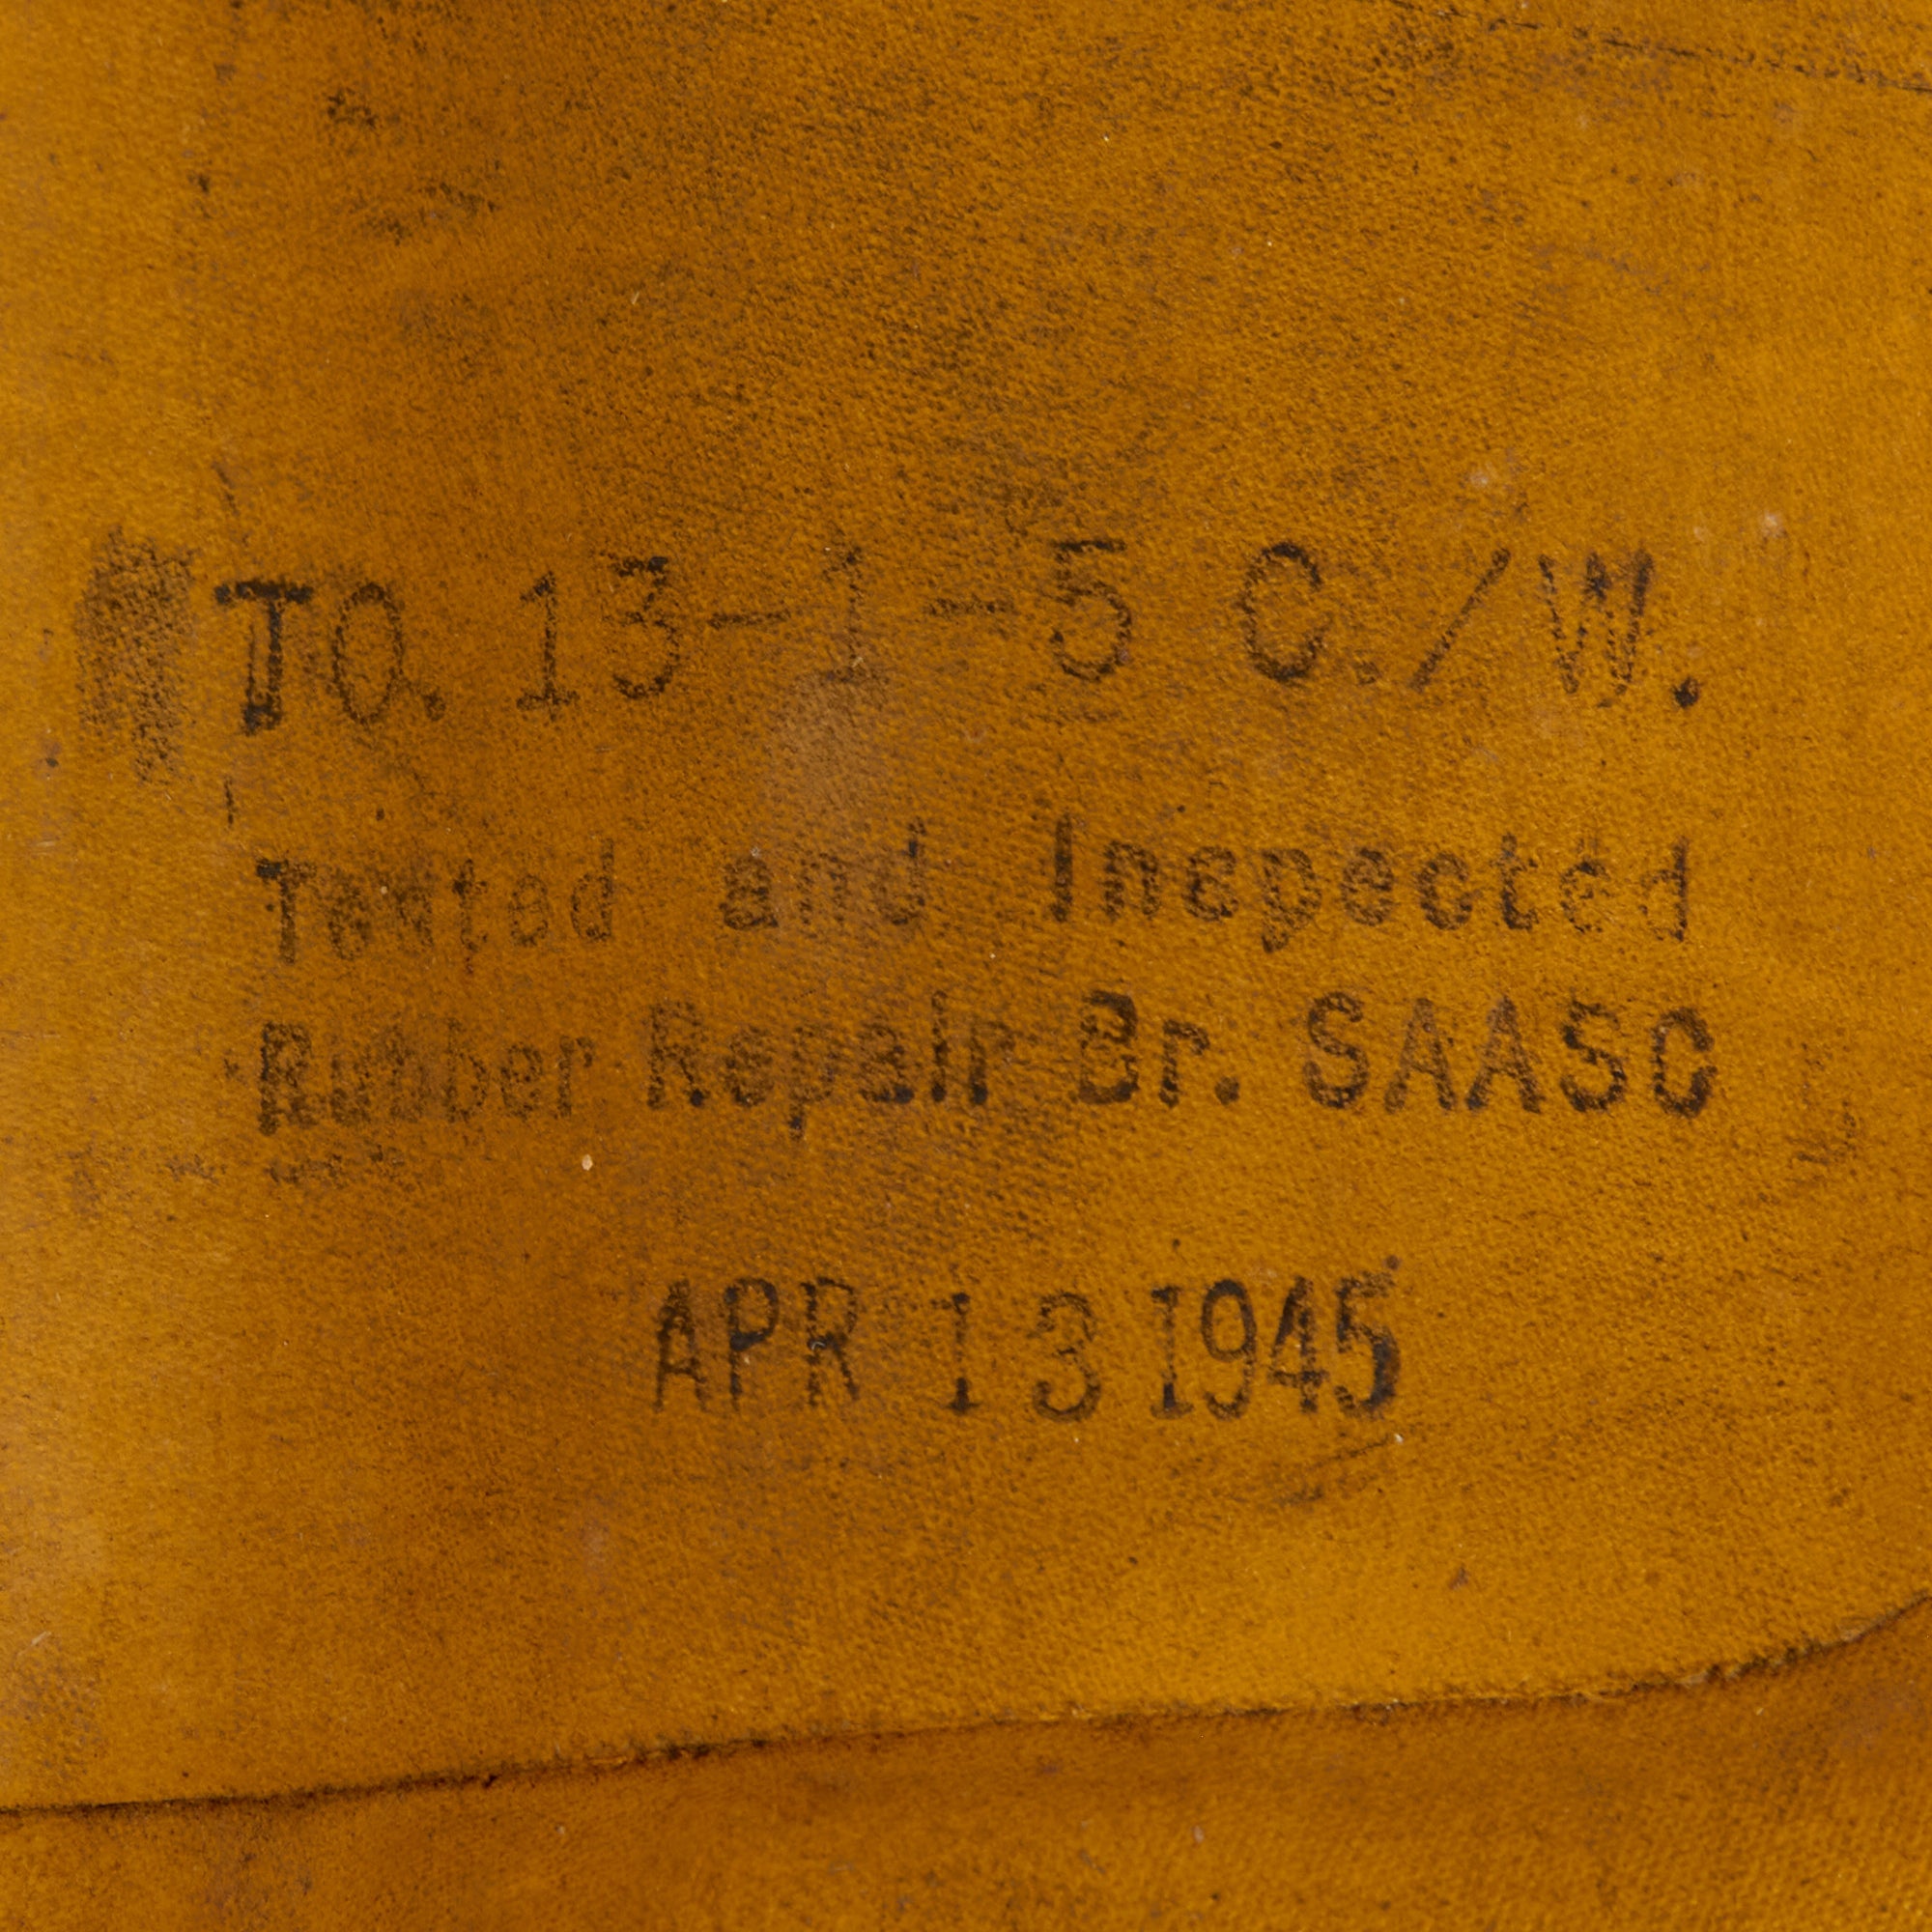 TO. 13-1-5 C./W.
Tested and Inspected
Rubber Repair Br. SAASC
APR 13 1945